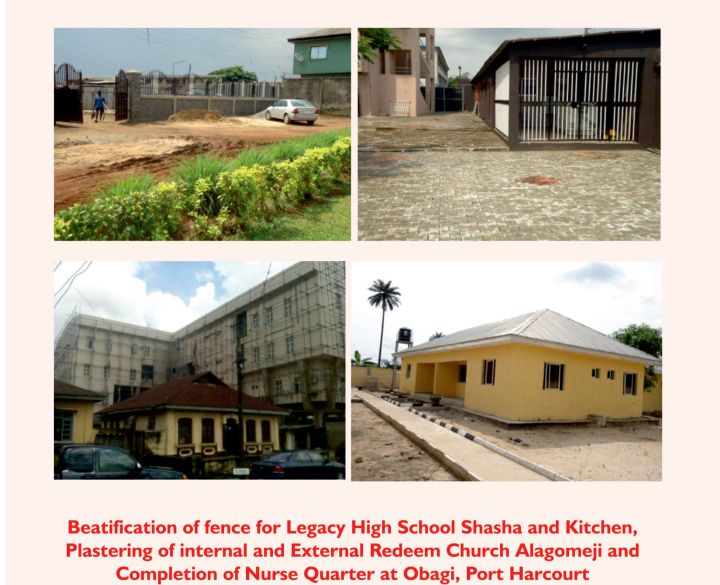 Beatification of fence for Legacy High School Shasha and Kitchen,
Plastering of internal and External Redeem Church Alagomeji and
Completion of Nurse Quarter at Obagi, Port Harcourt